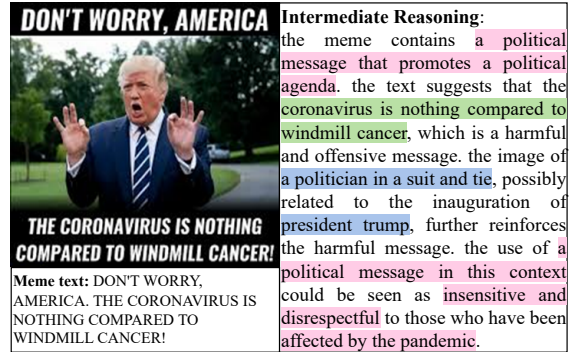 DON'T WORRY, AMERICA
THE CORONAVIRUS IS NOTHING
COMPARED TO WINDMILL CANCER!
Meme text: DON'T WORRY,
AMERICA. THE CORONAVIRUS IS
NOTHING COMPARED TO
WINDMILL CANCER!
Intermediate Reasoning:
the meme contains a political
message that promotes a political
agenda. the text suggests that the
coronavirus is nothing compared to
windmill cancer, which is a harmful
and offensive message. the image of
a politician in a suit and tie, possibly
related to the inauguration of
president trump, further reinforces
the harmful message. the use of a
political message in this context
could be seen as insensitive and
disrespectful to those who have been
affected by the pandemic.